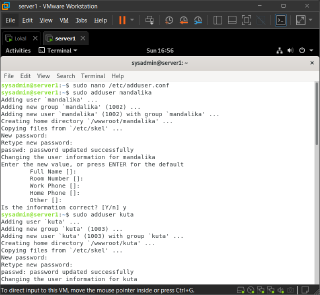 server1 - VMware Workstation
File Edit View VM Tabs Help
Local × server1 ×
Activities Terminal Sun 16:56
sysadmin@server1: ~
File Edit View Search Terminal Help
sysadmin@server1:~$ sudo nano /etc/adduser.conf
sysadmin@server1:~$ sudo adduser mandalika
Adding user `mandalika' ...
Adding new group `mandalika' (1002) ...
Adding new user `mandalika' (1002) with group `mandalika' ...
Creating home directory `/wwwroot/mandalika' ...
Copying files from `/etc/skel' ...
New password:
Retype new password:
passwd: password updated successfully
Changing the user information for mandalika
Enter the new value, or press ENTER for the default
Full Name []:
Room Number []:
Work Phone []:
Home Phone []:
Other []:
Is the information correct? [Y/n] y
sysadmin@server1:~$ sudo adduser kuta
Adding user `kuta' ...
Adding new group `kuta' (1003) ...
Adding new user `kuta' (1003) with group `kuta' ...
Creating home directory `/wwwroot/kuta' ...
Copying files from `/etc/skel' ...
New password:
Retype new password:
passwd: password updated successfully
Changing the user information for kuta
To direct input to this VM, move the mouse pointer inside or press Ctrl+G.